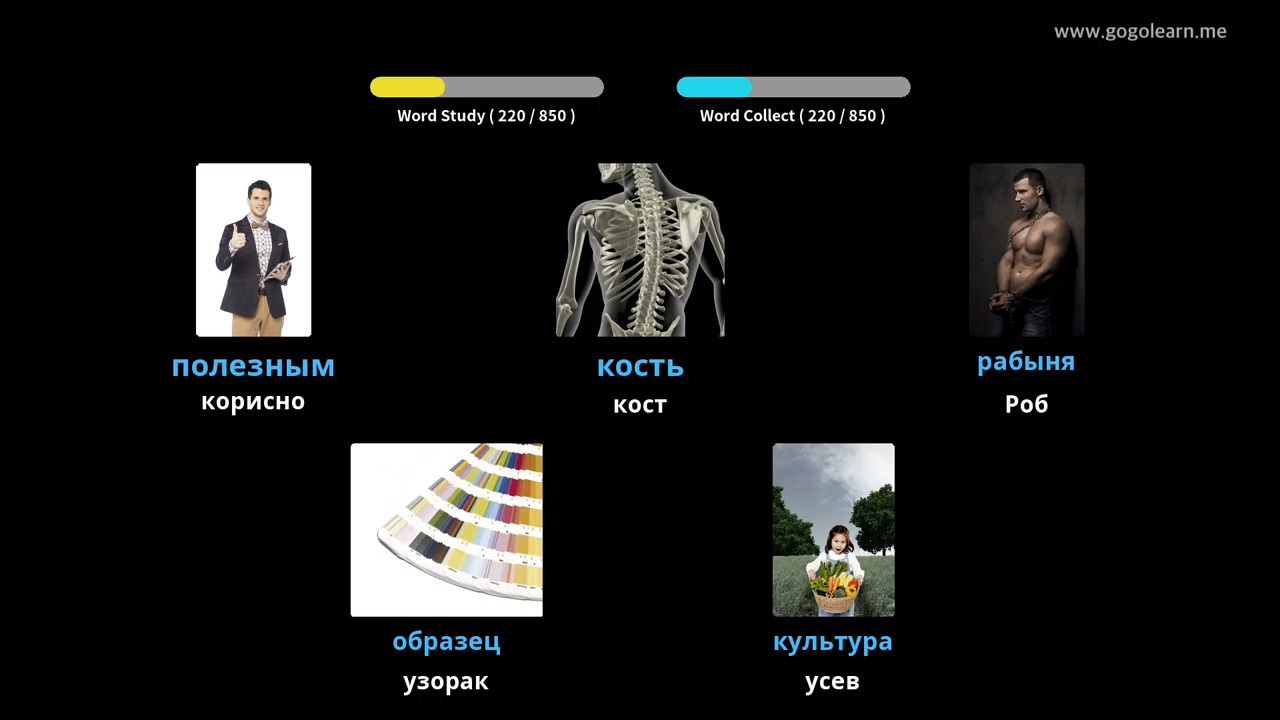 www.gogolearn.me
Word Study ( 220 / 850 )
Word Collect ( 220 / 850 )
полезным
корисно
кость
кост
рабыня
Роб
образец
узорак
культура
усев